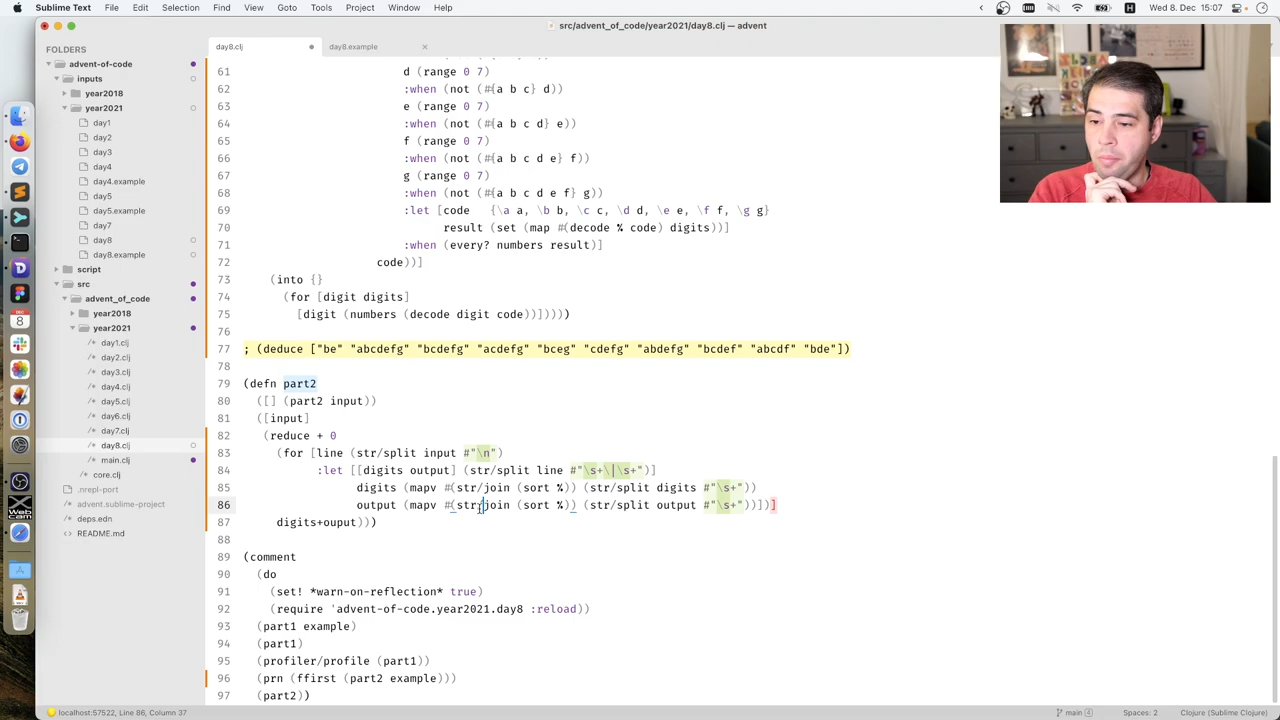 Sublime Text File Edit Selection Find View Goto Tools Project Window Help
Wed 8. Dec 15:07
src/advent_of_code/year2021/day8.clj — advent
FOLDERS
advent-of-code
inputs
year2018
year2021
day1
day2
day3
day4
day4.example
day5
day5.example
day7
day8
day8.example
script
src
advent_of_code
year2018
year2021
day1.clj
day2.clj
day3.clj
day4.clj
day5.clj
day6.clj
day7.clj
day8.clj
main.clj
core.clj
.nrepl-port
advent.sublime-project
deps.edn
README.md
day8.clj
day8.example
61 d (range 0 7)
62 :when (not (#{a b c} d))
63 e (range 0 7)
64 :when (not (#{a b c d} e))
65 f (range 0 7)
66 :when (not (#{a b c d e} f))
67 g (range 0 7)
68 :when (not (#{a b c d e f} g))
69 :let [code {\a a, \b b, \c c, \d d, \e e, \f f, \g g}
70 result (set (map #(decode % code) digits))]
71 :when (every? numbers result)]
72 code))]
73 (into {}
74 (for [digit digits]
75 [digit (numbers (decode digit code))]))))
76
77 ; (deduce ["be" "abcdefg" "bcdefg" "acdefg" "bceg" "cdefg" "abdefg" "bcdef" "abcdf" "bde"])
78
79 (defn part2
80 ([] (part2 input))
81 ([input]
82 (reduce + 0
83 (for [line (str/split input #"\n")
84 :let [[digits output] (str/split line #"\s+\|\s+")]
85 digits (mapv #(str/join (sort %)) (str/split digits #"\s+"))
86 output (mapv #(str/join (sort %)) (str/split output #"\s+"))])]
87 digits+ouput)))
88
89 (comment
90 (do
91 (set! *warn-on-reflection* true)
92 (require 'advent-of-code.year2021.day8 :reload))
93 (part1 example)
94 (part1)
95 (profiler/profile (part1))
96 (prn (ffirst (part2 example)))
97 (part2))
localhost:57522, Line 86, Column 37
main 4
Spaces: 2
Clojure (Sublime Clojure)